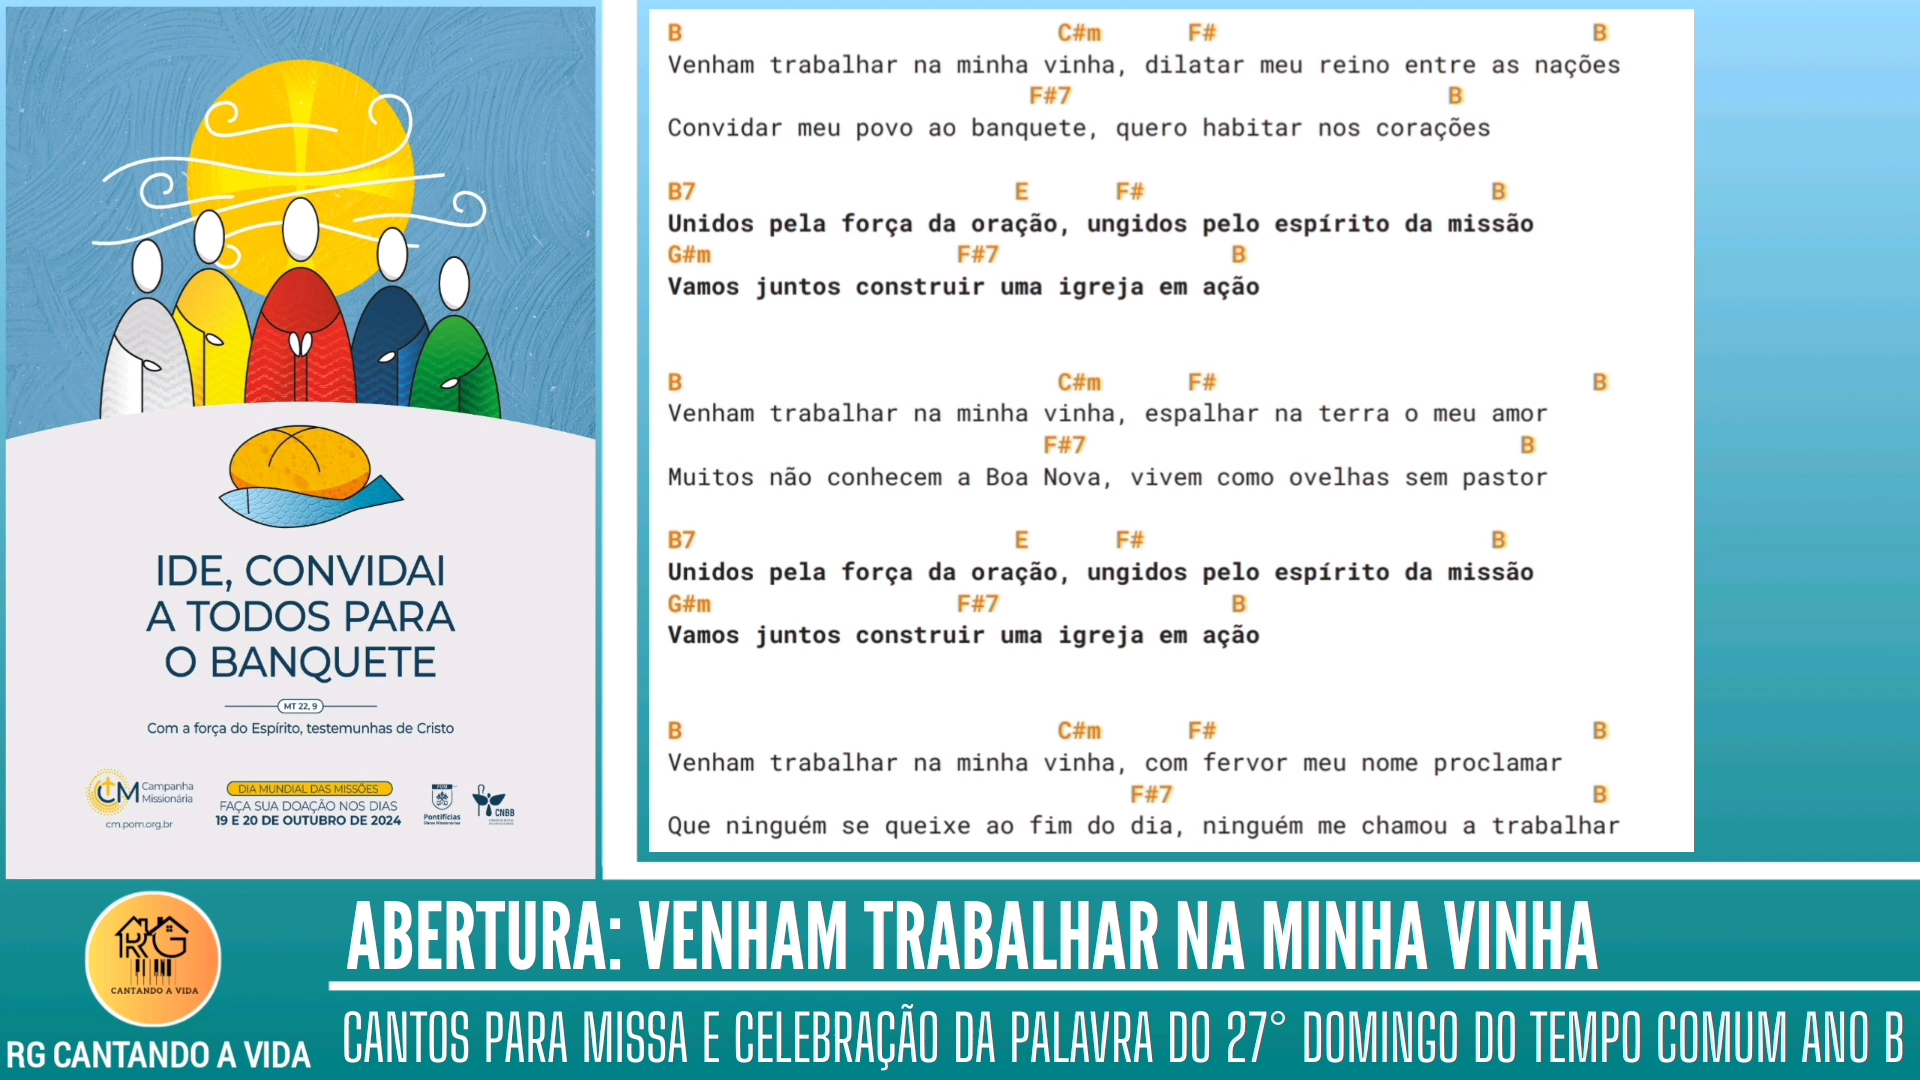 B C#m F# B
Venham trabalhar na minha vinha, dilatar meu reino entre as nações
F#7 B
Convidar meu povo ao banquete, quero habitar nos corações
B7 E F# B
Unidos pela força da oração, ungidos pelo espírito da missão
G#m F#7 B
Vamos juntos construir uma igreja em ação
B C#m F# B
Venham trabalhar na minha vinha, espalhar na terra o meu amor
F#7 B
Muitos não conhecem a Boa Nova, vivem como ovelhas sem pastor
B7 E F# B
Unidos pela força da oração, ungidos pelo espírito da missão
G#m F#7 B
Vamos juntos construir uma igreja em ação
B C#m F# B
Venham trabalhar na minha vinha, com fervor meu nome proclamar
F#7 B
Que ninguém se queixe ao fim do dia, ninguém me chamou a trabalhar
IDE, CONVIDAI
A TODOS PARA
O BANQUETE
MT 22, 9
Com a força do Espírito, testemunhas de Cristo
CM Campanha
Missionária
cm.pom.org.br
DIA MUNDIAL DAS MISSÕES
FAÇA SUA DOAÇÃO NOS DIAS
19 E 20 DE OUTUBRO DE 2024
POM
Pontifícias
Obras Missionárias
CNBB
RG
CANTANDO A VIDA
RG CANTANDO A VIDA
ABERTURA: VENHAM TRABALHAR NA MINHA VINHA
CANTOS PARA MISSA E CELEBRAÇÃO DA PALAVRA DO 27° DOMINGO DO TEMPO COMUM ANO B